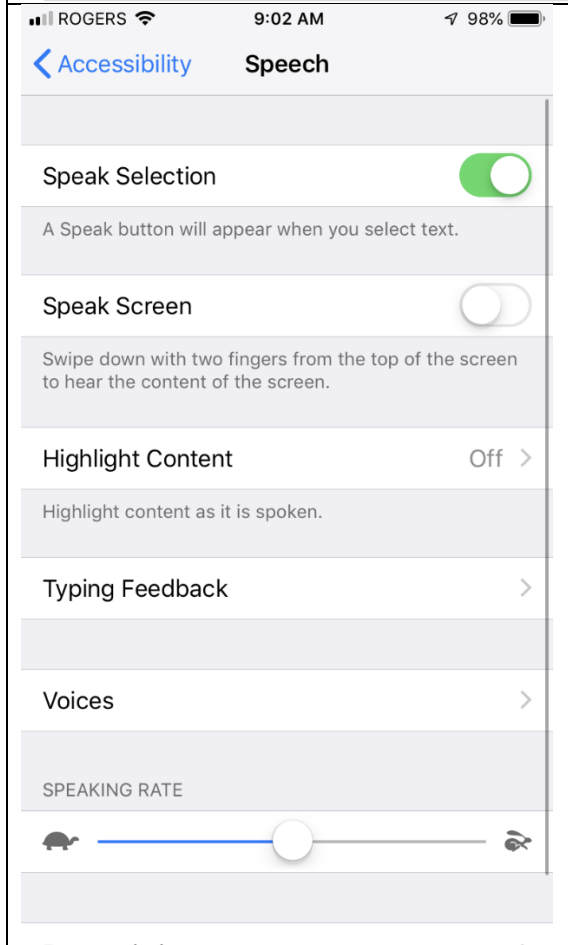 ROGERS 9:02 AM 98%
Accessibility Speech
Speak Selection
A Speak button will appear when you select text.
Speak Screen
Swipe down with two fingers from the top of the screen
to hear the content of the screen.
Highlight Content Off
Highlight content as it is spoken.
Typing Feedback
Voices
SPEAKING RATE